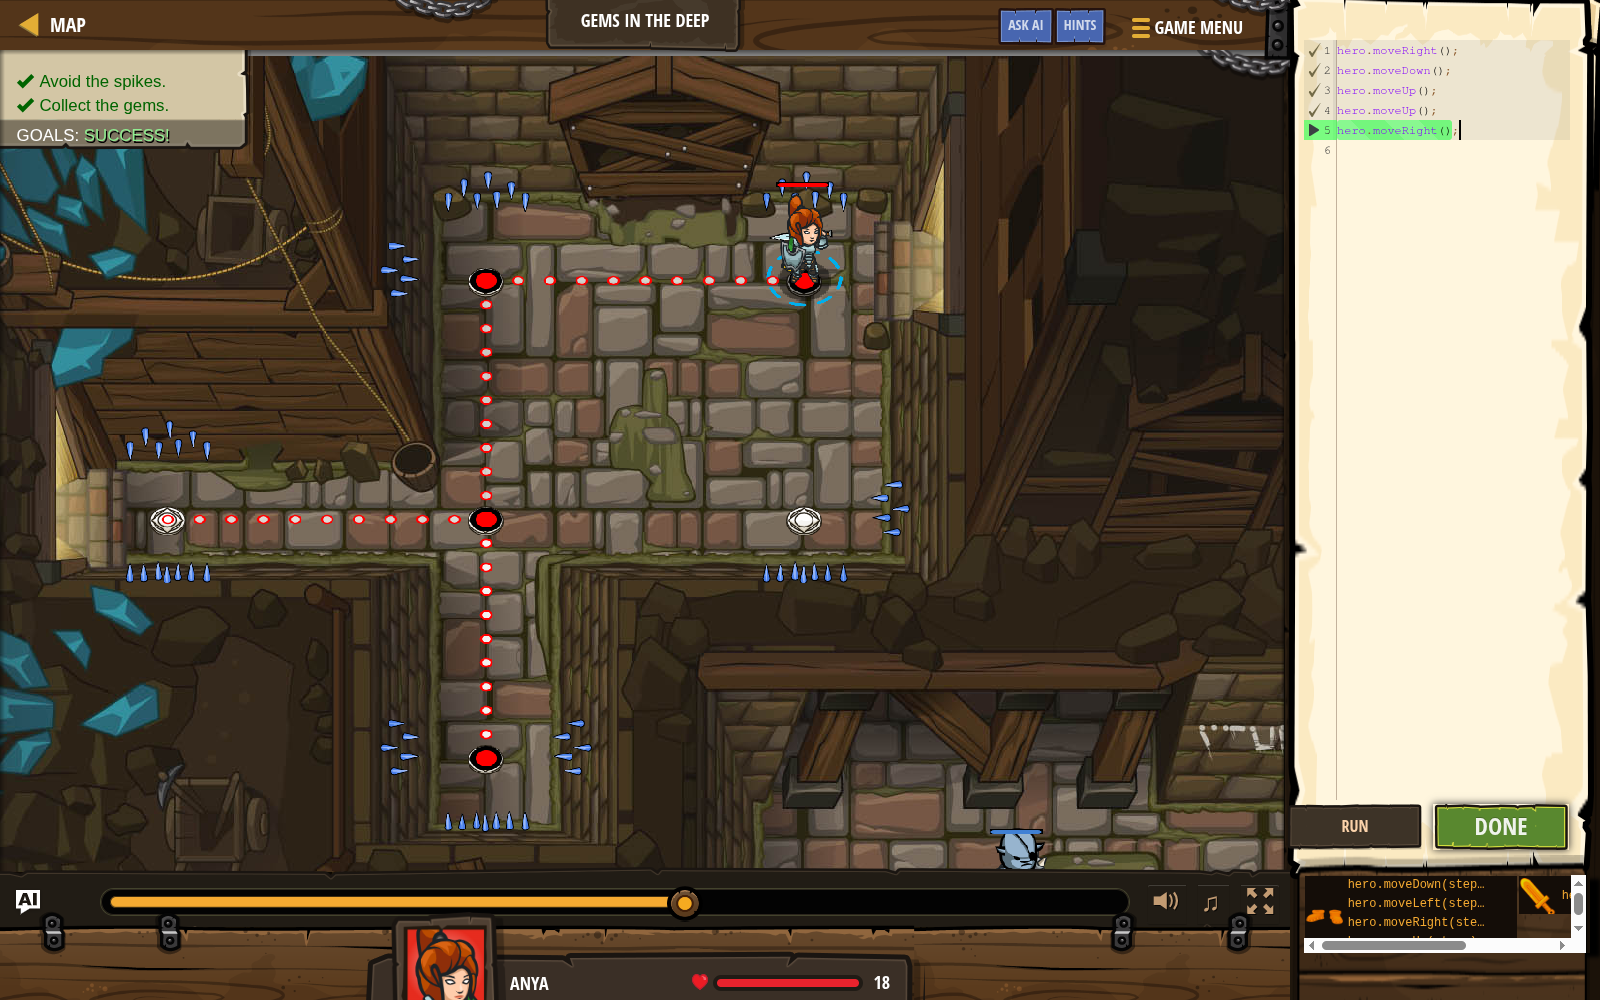 Map
GEMS IN THE DEEP
Ask AI
Hints
GAME MENU
Avoid the spikes.
Collect the gems.
GOALS: SUCCESS!
1 hero.moveRight();
2 hero.moveDown();
3 hero.moveUp();
4 hero.moveUp();
5 hero.moveRight();
6
RUN
DONE
hero.moveDown(step…
hero.moveLeft(step…
hero.moveRight(ste…
AI
ANYA
18